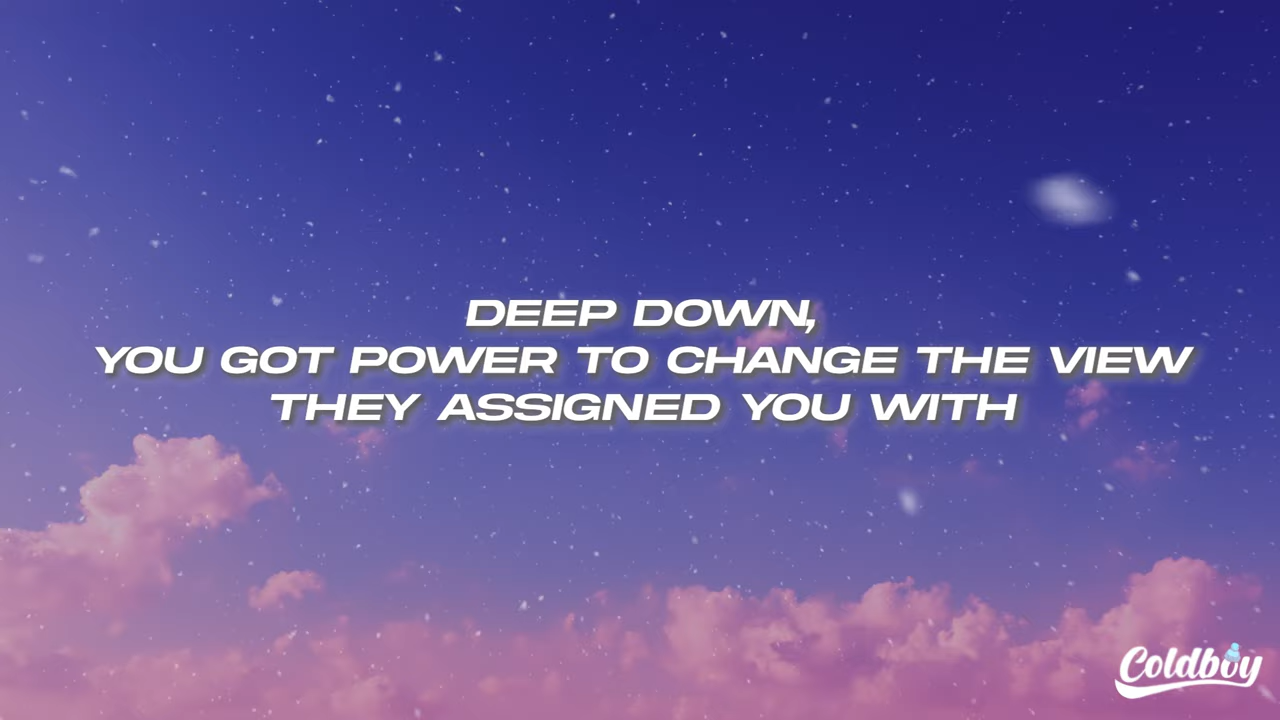 DEEP DOWN,
YOU GOT POWER TO CHANGE THE VIEW
THEY ASSIGNED YOU WITH
Coldboy